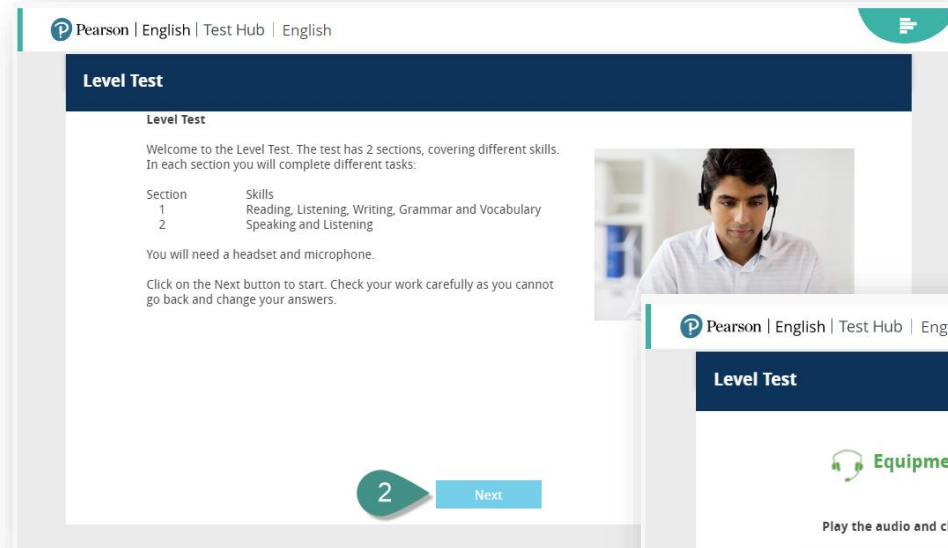 Pearson | English | Test Hub | English
Level Test
Level Test
Welcome to the Level Test. The test has 2 sections, covering different skills.
In each section you will complete different tasks:
Section Skills
1 Reading, Listening, Writing, Grammar and Vocabulary
2 Speaking and Listening
You will need a headset and microphone.
Click on the Next button to start. Check your work carefully as you cannot
go back and change your answers.
2 Next
Pearson | English | Test Hub | Eng
Level Test
Equipme
Play the audio and c